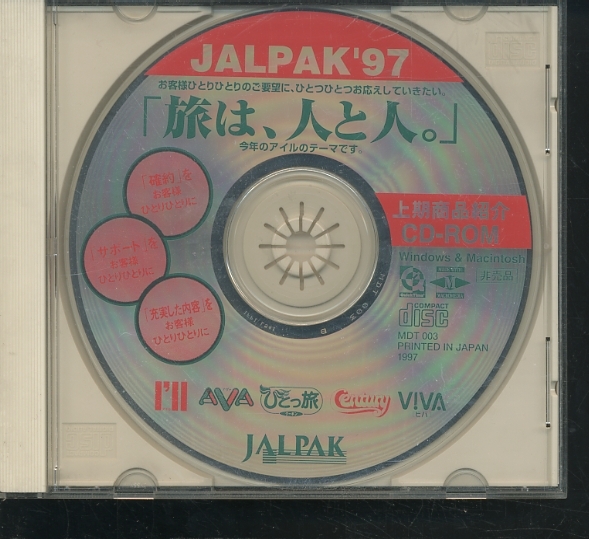 JALPAK'97
お客様ひとりひとりのご要望に、ひとつひとつお応えしていきたい。
「旅は、人と人。」
今年のアイルのテーマです
「確約」を
お客様
ひとりひとりに
「サポート」を
お客様
ひとりひとりに
「充実した内容」を
お客様
ひとりひとりに
上期商品紹介
CD-ROM
Windows & Macintosh
非売品
COMPACT
disc
MDT 003
PRINTED IN JAPAN
1997
MDT 003
I'll
AVA
ぴとっ旅
Century
VIVA
ビバ
JALPAK